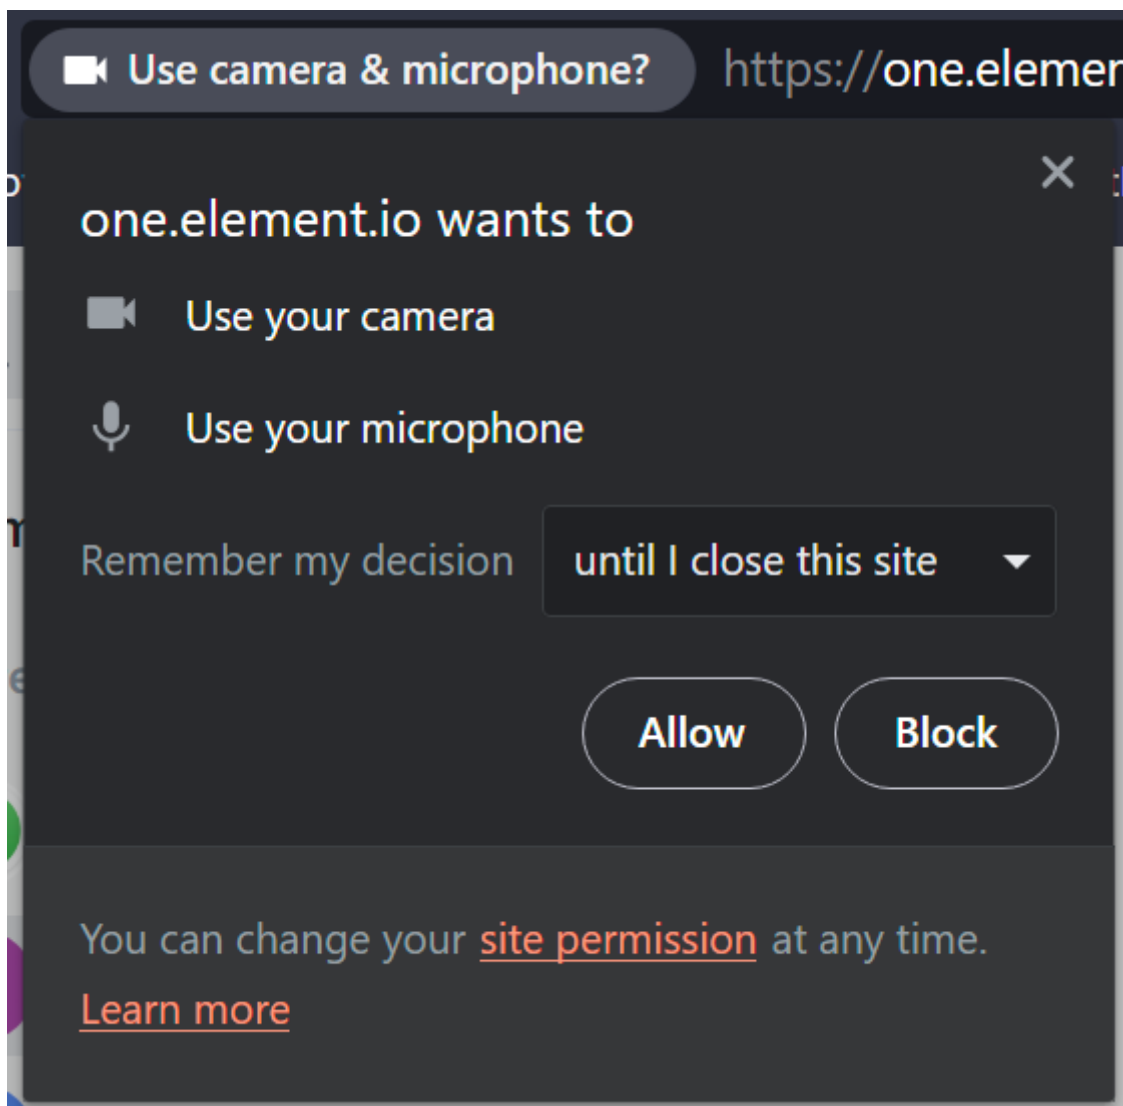 Use camera & microphone?
https://one.elemen
one.element.io wants to
Use your camera
Use your microphone
Remember my decision until I close this site
Allow Block
You can change your site permission at any time.
Learn more